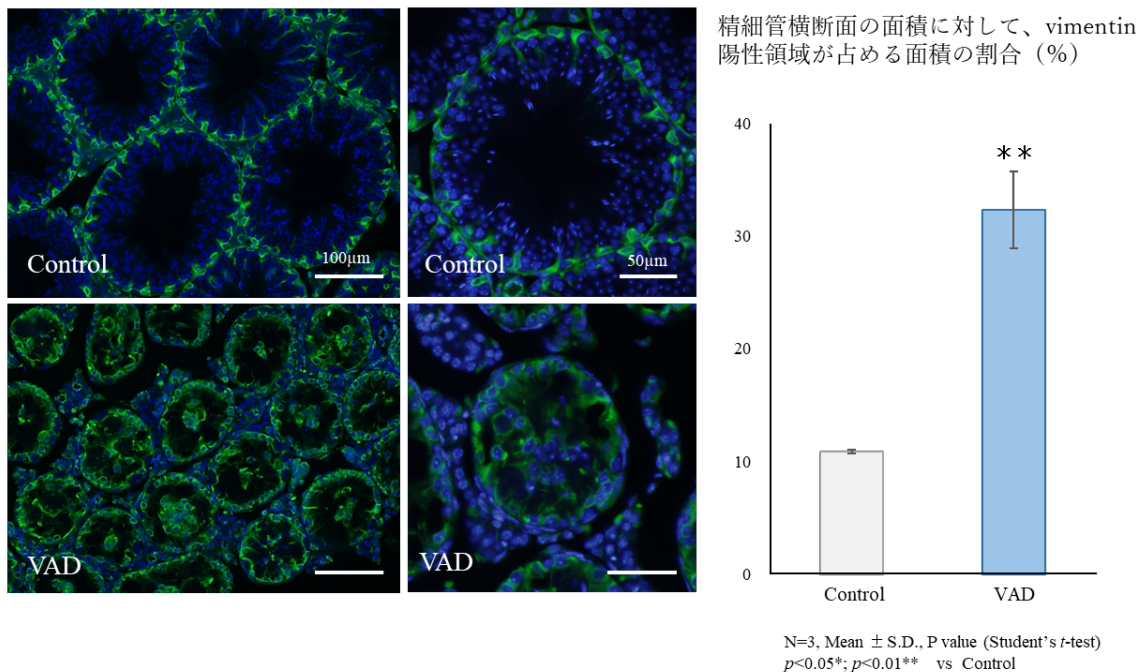 精細管横断面の面積に対して、vimentin
陽性領域が占める面積の割合（%）
Control
100μm
Control
50μm
VAD
VAD
40
30
20
10
0
**
Control
VAD
N=3, Mean ± S.D., P value (Student's t-test)
p<0.05*; p<0.01** vs Control